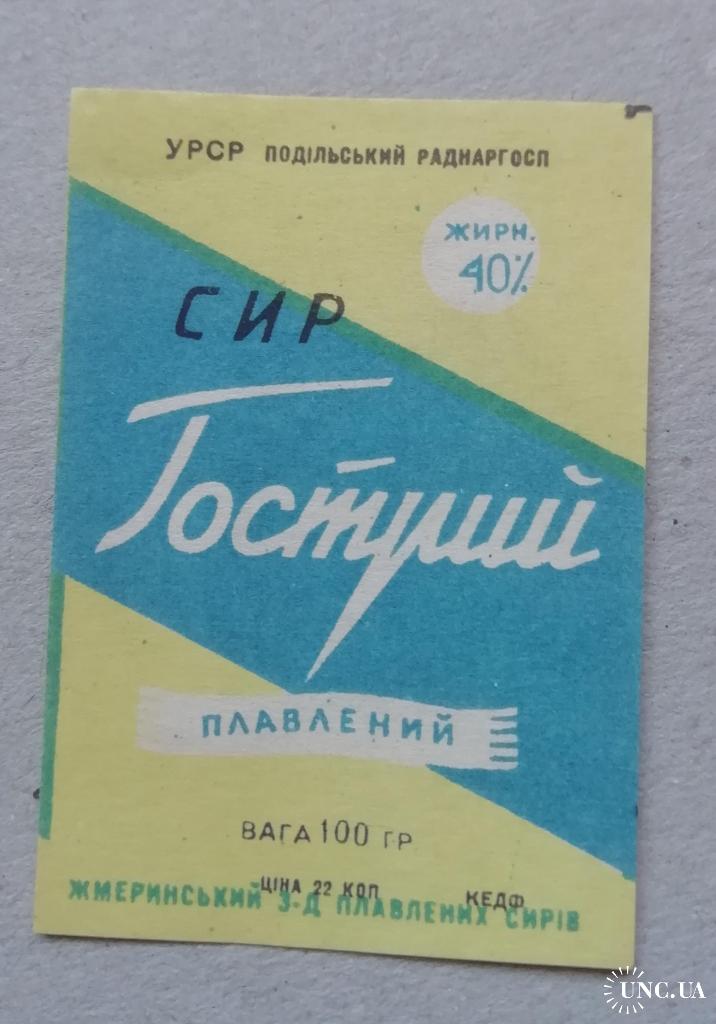 УРСР ПОДІЛЬСЬКИЙ РАДНАРГОСП
ЖИРН.
40%
СИР
Гострий
ПЛАВЛЕНИЙ
ВАГА 100 ГР
ЦІНА 22 КОП КЕДФ
ЖМЕРИНСЬКИЙ З-Д ПЛАВЛЕНИХ СИРІВ
UNC.UA